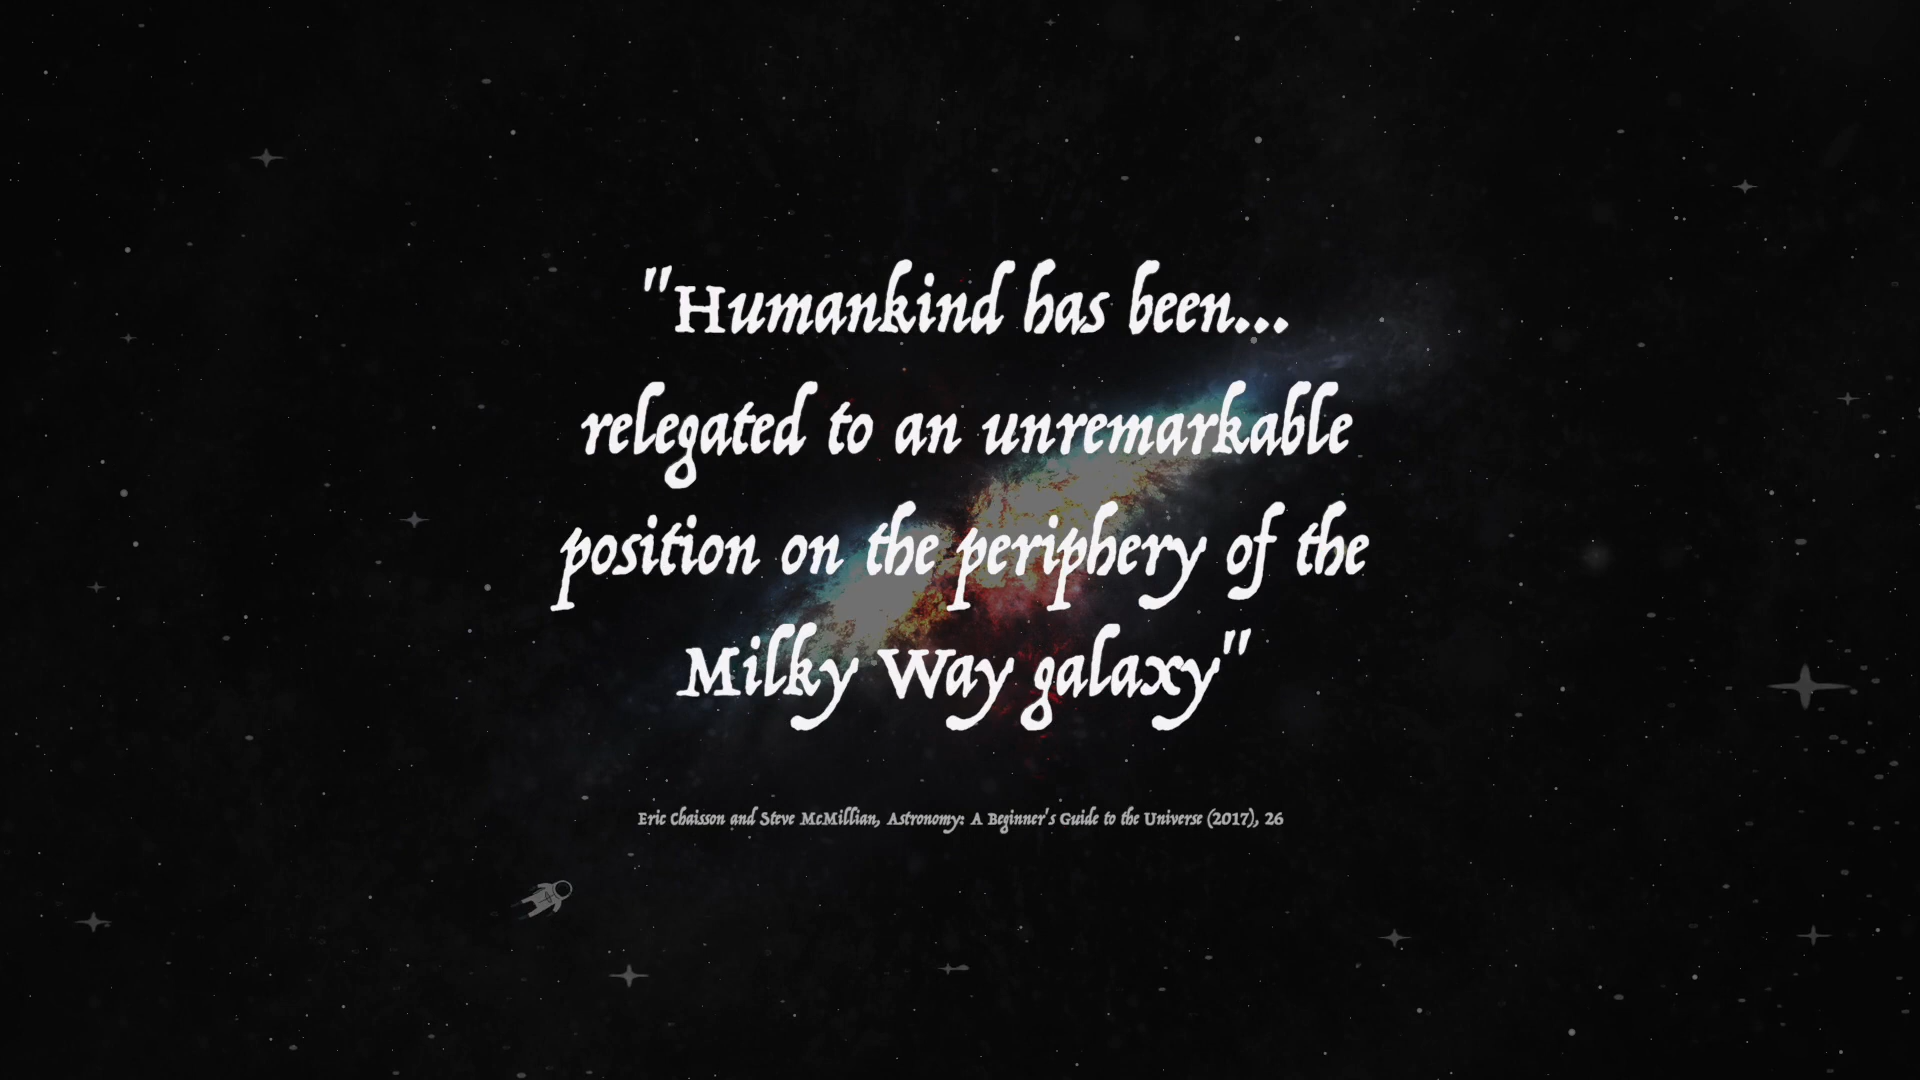 "Humankind has been...
relegated to an unremarkable
position on the periphery of the
Milky Way galaxy"
Eric Chaisson and Steve McMillian, Astronomy: A Beginner's Guide to the Universe (2017), 26